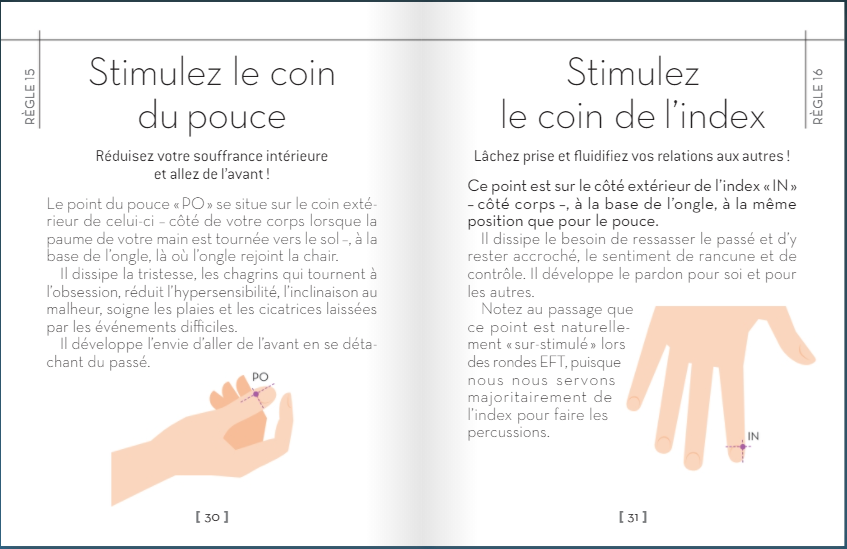 RÈGLE 15
Stimulez le coin
du pouce
Réduisez votre souffrance intérieure
et allez de l'avant !
Le point du pouce « PO » se situe sur le coin exté-
rieur de celui-ci – côté de votre corps lorsque la
paume de votre main est tournée vers le sol –, à la
base de l'ongle, là où l'ongle rejoint la chair.
Il dissipe la tristesse, les chagrins qui tournent à
l'obsession, réduit l'hypersensibilité, l'inclinaison au
malheur, soigne les plaies et les cicatrices laissées
par les événements difficiles.
Il développe l'envie d'aller de l'avant en se déta-
chant du passé.
PO
[ 30 ]
RÈGLE 16
Stimulez
le coin de l'index
Lâchez prise et fluidifiez vos relations aux autres !
Ce point est sur le côté extérieur de l'index « IN »
– côté corps –, à la base de l'ongle, à la même
position que pour le pouce.
Il dissipe le besoin de ressasser le passé et d'y
rester accroché, le sentiment de rancune et de
contrôle. Il développe le pardon pour soi et pour
les autres.
Notez au passage que
ce point est naturelle-
ment « sur-stimulé » lors
des rondes EFT, puisque
nous nous servons
majoritairement de
l'index pour faire les
percussions.
IN
[ 31 ]